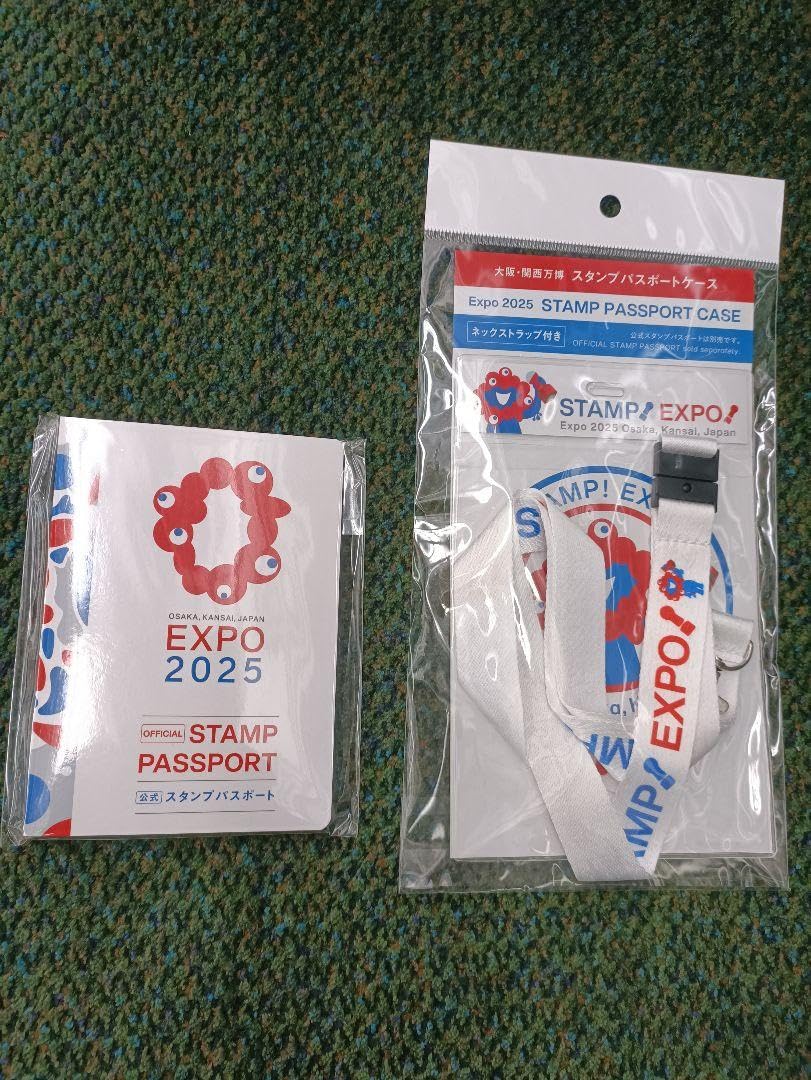 OSAKA, KANSAI, JAPAN
EXPO
2025
OFFICIAL STAMP
PASSPORT
公式 スタンプパスポート
大阪・関西万博 スタンプパスポートケース
Expo 2025 STAMP PASSPORT CASE
ネックストラップ付き
公式スタンプパスポートは別売です。
OFFICIAL STAMP PASSPORT sold separately.
STAMP! EXPO!
Expo 2025 Osaka, Kansai, Japan
STAMP! EX
a, K
AMP
AMP! EXPO!